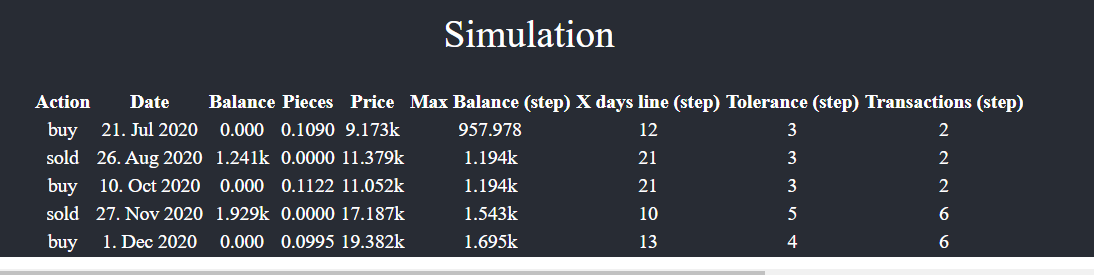 Simulation
Action Date Balance Pieces Price Max Balance (step) X days line (step) Tolerance (step) Transactions (step)
buy 21. Jul 2020 0.000 0.1090 9.173k 957.978 12 3 2
sold 26. Aug 2020 1.241k 0.0000 11.379k 1.194k 21 3 2
buy 10. Oct 2020 0.000 0.1122 11.052k 1.194k 21 3 2
sold 27. Nov 2020 1.929k 0.0000 17.187k 1.543k 10 5 6
buy 1. Dec 2020 0.000 0.0995 19.382k 1.695k 13 4 6